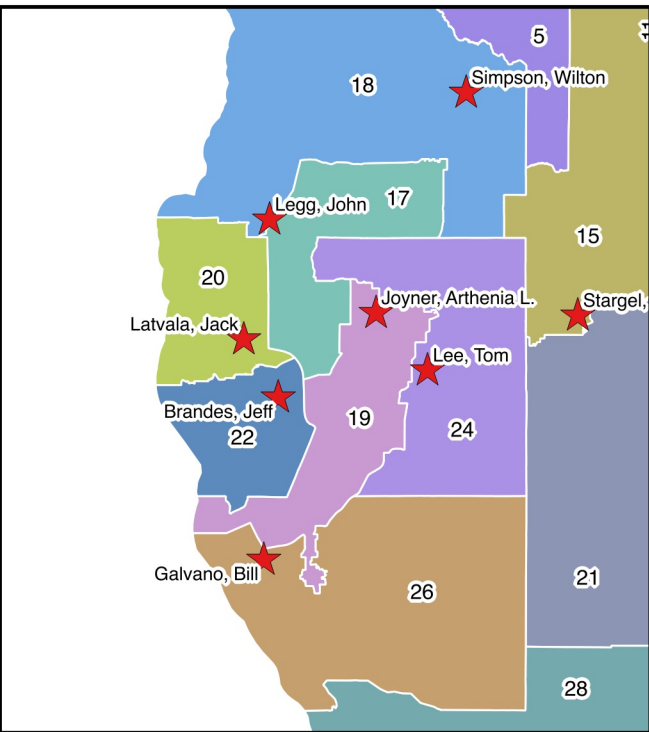 5
18
Simpson, Wilton
17
Legg, John
15
20
Joyner, Arthenia L.
Stargel,
Latvala, Jack
Lee, Tom
Brandes, Jeff
19
24
22
Galvano, Bill
21
26
28